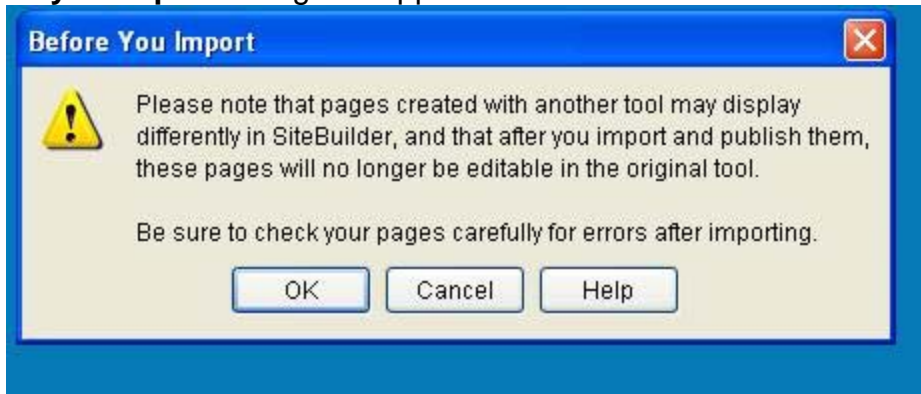 Before You Import
Please note that pages created with another tool may display
differently in SiteBuilder, and that after you import and publish them,
these pages will no longer be editable in the original tool.
Be sure to check your pages carefully for errors after importing.
OK Cancel Help